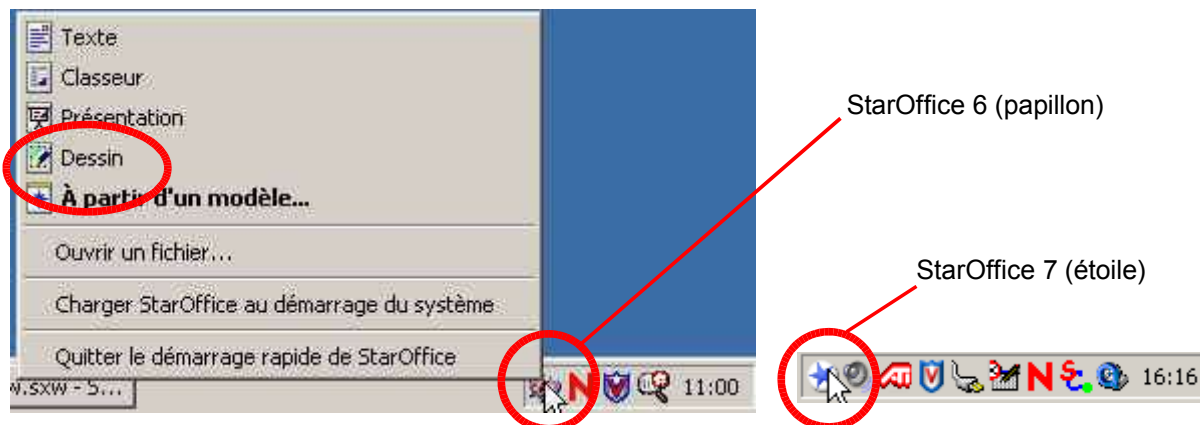 Texte
Classeur
Présentation
Dessin
À partir d'un modèle...
Ouvrir un fichier...
Charger StarOffice au démarrage du système
Quitter le démarrage rapide de StarOffice
w.sxw - S...
N
11:00
StarOffice 6 (papillon)
StarOffice 7 (étoile)
ATI
V
N
16:16